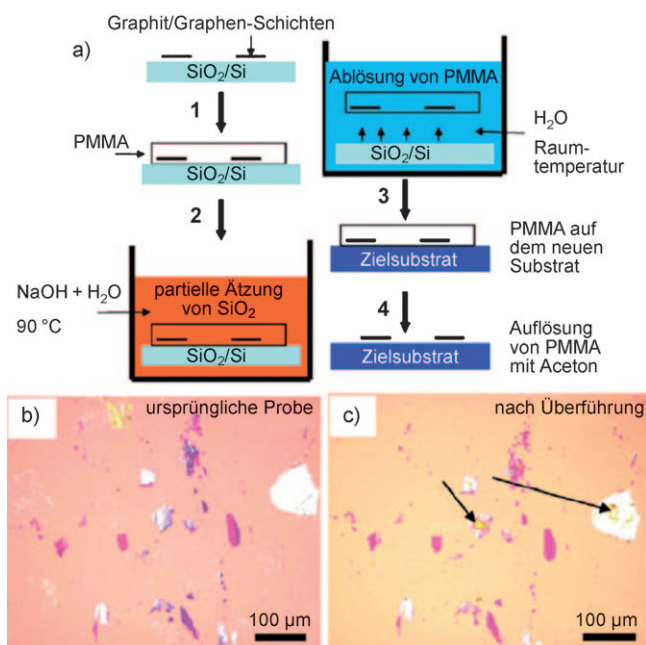 a)
Graphit/Graphen-Schichten
SiO₂/Si
1
PMMA
SiO₂/Si
2
NaOH + H₂O
90 °C
partielle Ätzung
von SiO₂
SiO₂/Si
Ablösung von PMMA
SiO₂/Si
H₂O
Raum-
temperatur
3
Zielsubstrat
PMMA auf
dem neuen
Substrat
4
Zielsubstrat
Auflösung
von PMMA
mit Aceton
b)
ursprüngliche Probe
100 µm
c)
nach Überführung
100 µm